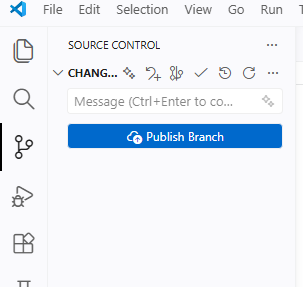 File Edit Selection View Go Run
SOURCE CONTROL
CHANG...
Message (Ctrl+Enter to co...
Publish Branch